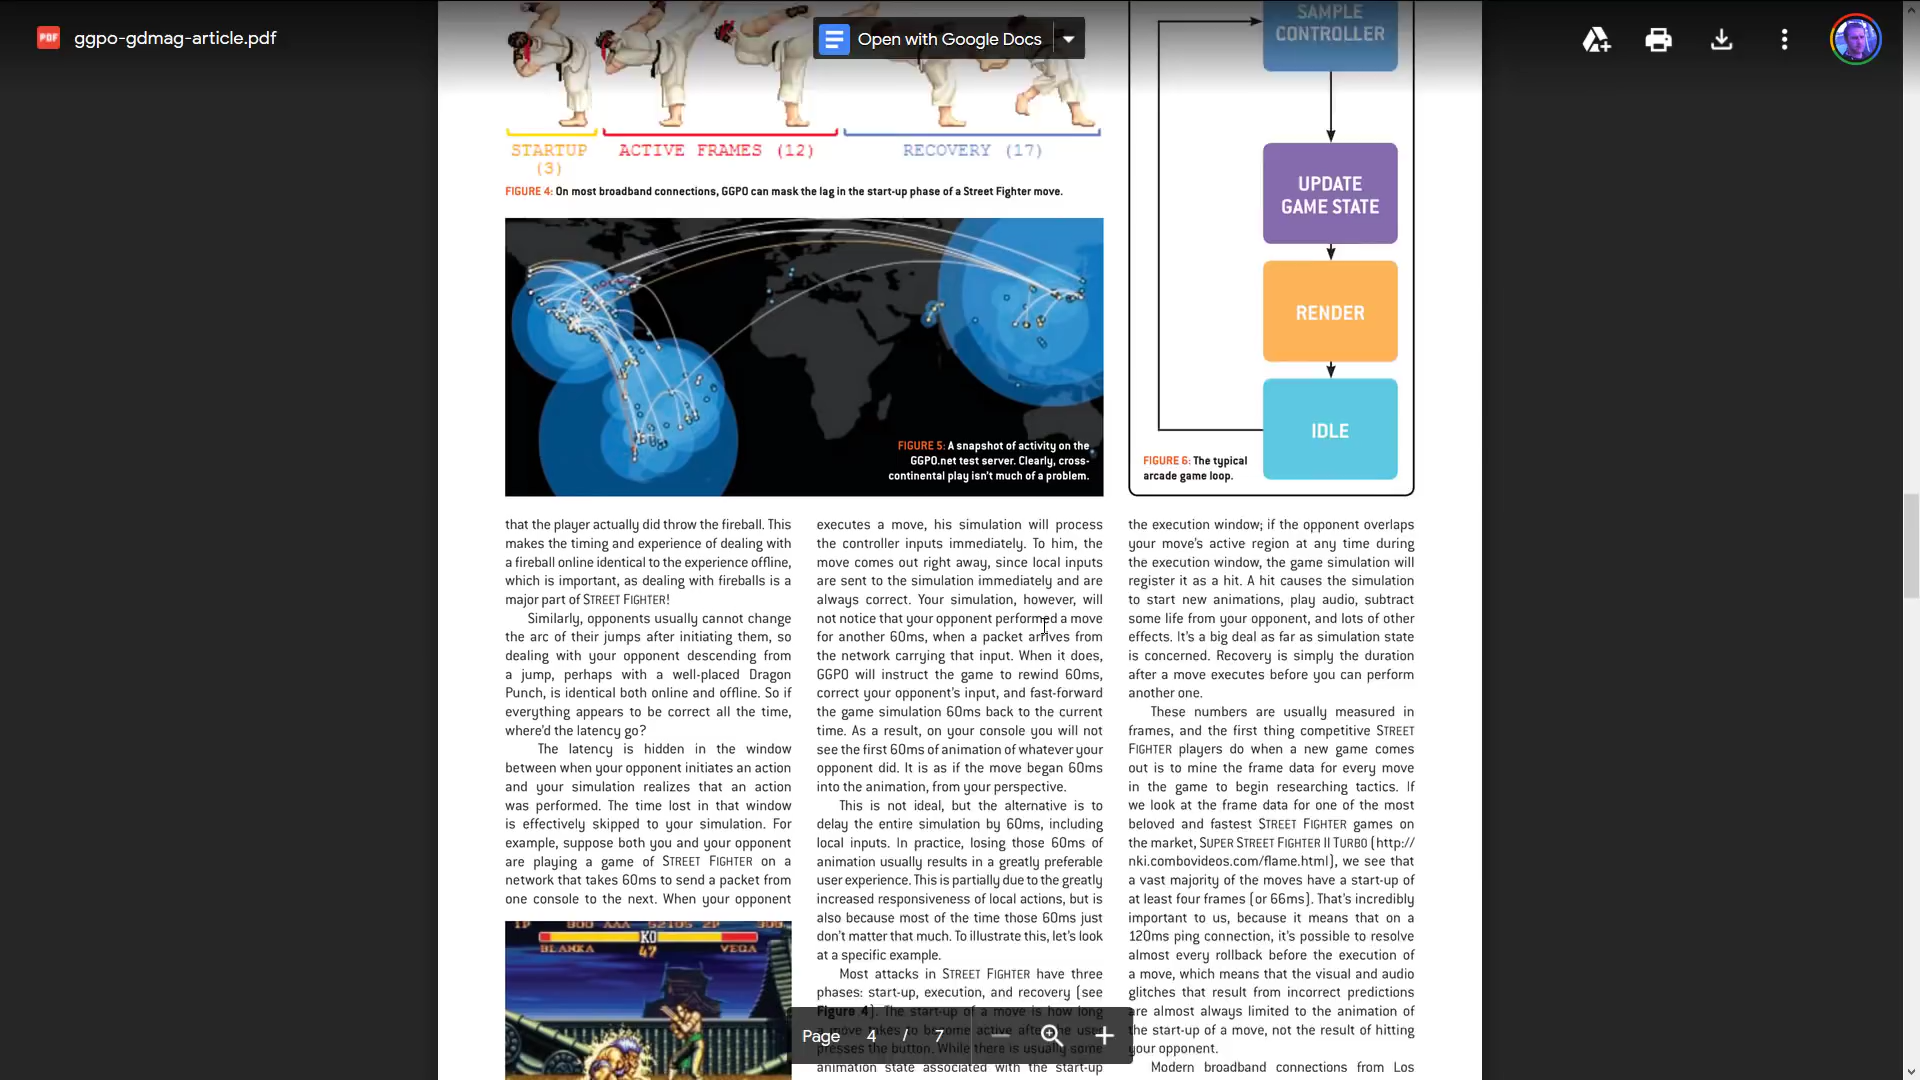 ggpo-gdmag-article.pdf
PDF
Open with Google Docs
STARTUP
(3)
ACTIVE FRAMES (12)
RECOVERY (17)
FIGURE 4: On most broadband connections, GGPO can mask the lag in the start-up phase of a Street Fighter move.
FIGURE 5: A snapshot of activity on the
GGPO.net test server. Clearly, cross-
continental play isn't much of a problem.
SAMPLE
CONTROLLER
UPDATE
GAME STATE
RENDER
IDLE
FIGURE 6: The typical
arcade game loop.
that the player actually did throw the fireball. This
makes the timing and experience of dealing with
a fireball online identical to the experience offline,
which is important, as dealing with fireballs is a
major part of STREET FIGHTER!
Similarly, opponents usually cannot change
the arc of their jumps after initiating them, so
dealing with your opponent descending from
a jump, perhaps with a well-placed Dragon
Punch, is identical both online and offline. So if
everything appears to be correct all the time,
where'd the latency go?
The latency is hidden in the window
between when your opponent initiates an action
and your simulation realizes that an action
was performed. The time lost in that window
is effectively skipped to your simulation. For
example, suppose both you and your opponent
are playing a game of STREET FIGHTER on a
network that takes 60ms to send a packet from
one console to the next. When your opponent
KO
BLANKA
47
VEGA
executes a move, his simulation will process
the controller inputs immediately. To him, the
move comes out right away, since local inputs
are sent to the simulation immediately and are
always correct. Your simulation, however, will
not notice that your opponent performed a move
for another 60ms, when a packet arrives from
the network carrying that input. When it does,
GGPO will instruct the game to rewind 60ms,
correct your opponent's input, and fast-forward
the game simulation 60ms back to the current
time. As a result, on your console you will not
see the first 60ms of animation of whatever your
opponent did. It is as if the move began 60ms
into the animation, from your perspective.
This is not ideal, but the alternative is to
delay the entire simulation by 60ms, including
local inputs. In practice, losing those 60ms of
animation usually results in a greatly preferable
user experience. This is partially due to the greatly
increased responsiveness of local actions, but is
also because most of the time those 60ms just
don't matter that much. To illustrate this, let's look
at a specific example.
Most attacks in STREET FIGHTER have three
phases: start-up, execution, and recovery (see
Figure 4). The start-up of a move is how long
a move takes to become active after the user
presses the button. While there is usually some
animation state associated with the start-up
the execution window; if the opponent overlaps
your move's active region at any time during
the execution window, the game simulation will
register it as a hit. A hit causes the simulation
to start new animations, play audio, subtract
some life from your opponent, and lots of other
effects. It's a big deal as far as simulation state
is concerned. Recovery is simply the duration
after a move executes before you can perform
another one.
These numbers are usually measured in
frames, and the first thing competitive STREET
FIGHTER players do when a new game comes
out is to mine the frame data for every move
in the game to begin researching tactics. If
we look at the frame data for one of the most
beloved and fastest STREET FIGHTER games on
the market, SUPER STREET FIGHTER II TURBO (http://
nki.combovideos.com/flame.html), we see that
a vast majority of the moves have a start-up of
at least four frames (or 66ms). That's incredibly
important to us, because it means that on a
120ms ping connection, it's possible to resolve
almost every rollback before the execution of
a move, which means that the visual and audio
glitches that result from incorrect predictions
are almost always limited to the animation of
the start-up of a move, not the result of hitting
your opponent.
Modern broadband connections from Los
Page 4 / 7